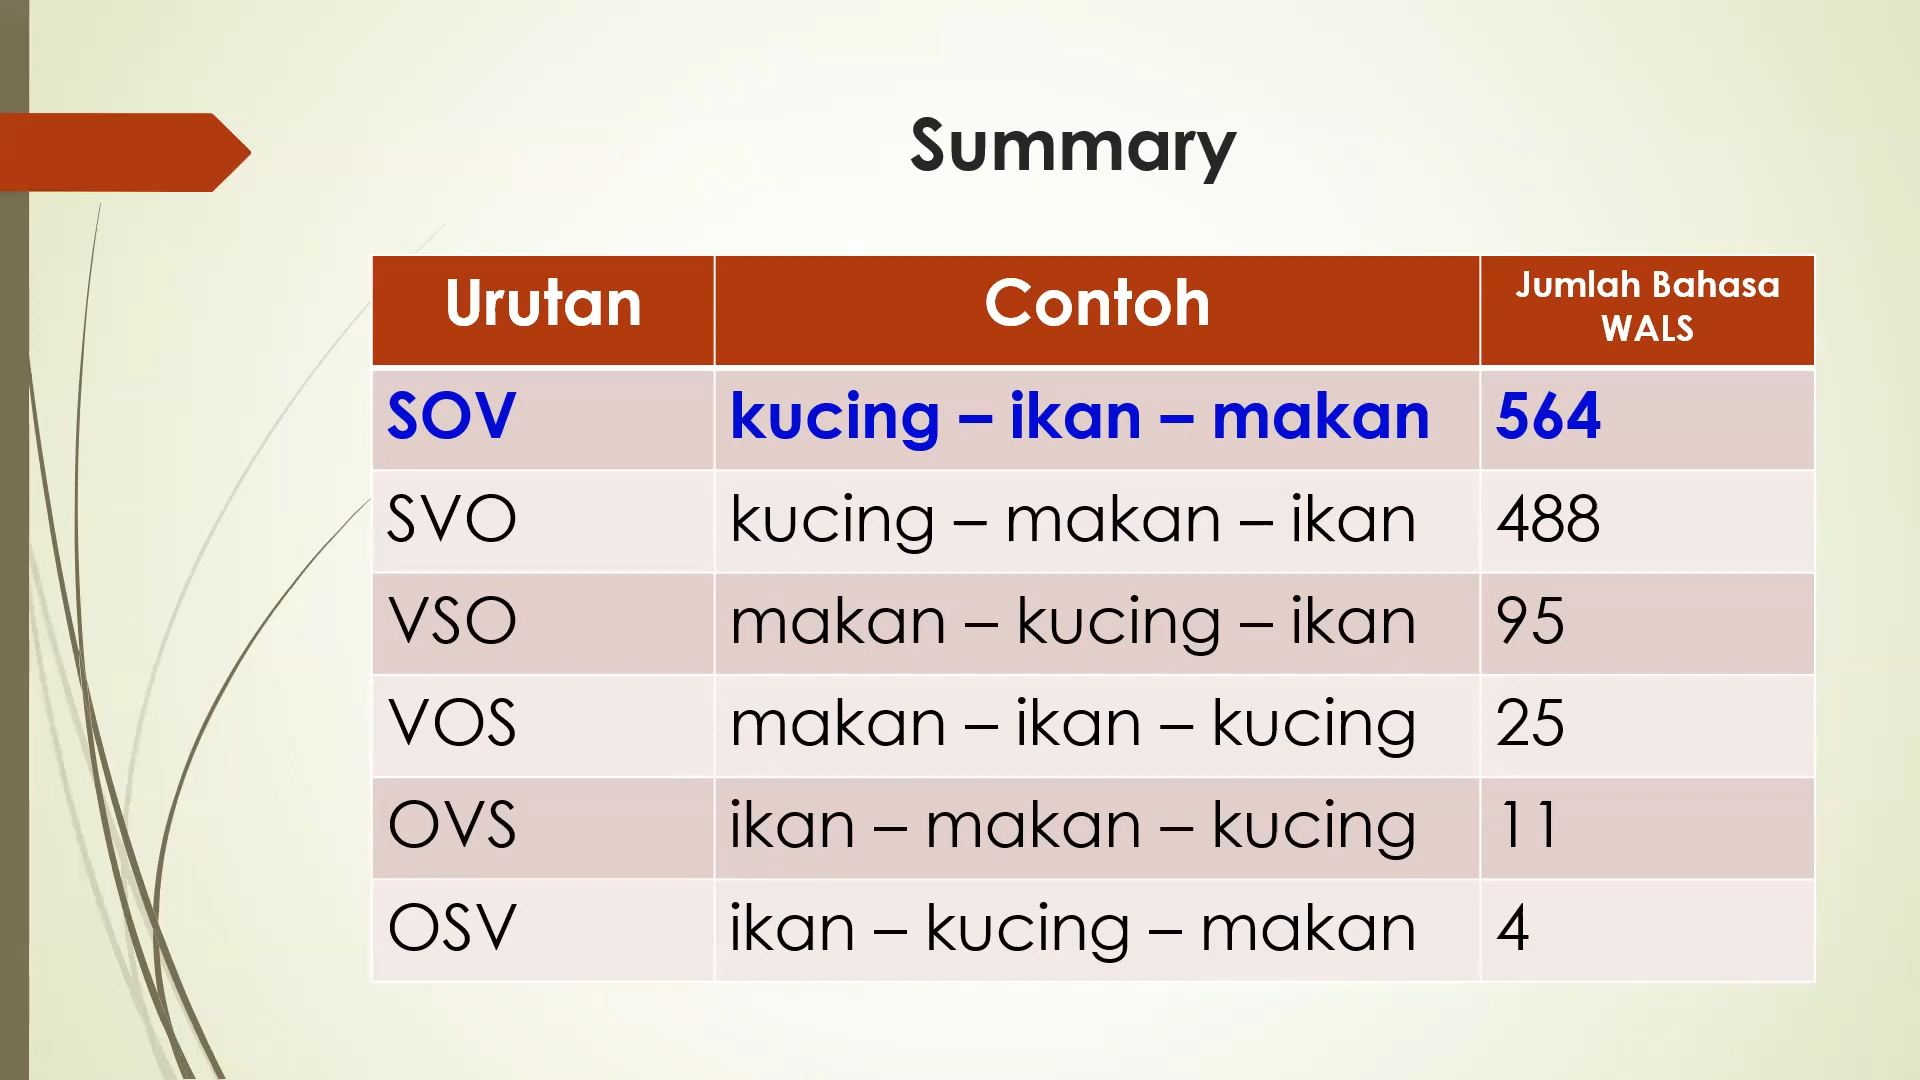 Summary
Urutan Contoh Jumlah Bahasa
WALS
SOV kucing – ikan – makan 564
SVO kucing – makan – ikan 488
VSO makan – kucing – ikan 95
VOS makan – ikan – kucing 25
OVS ikan – makan – kucing 11
OSV ikan – kucing – makan 4